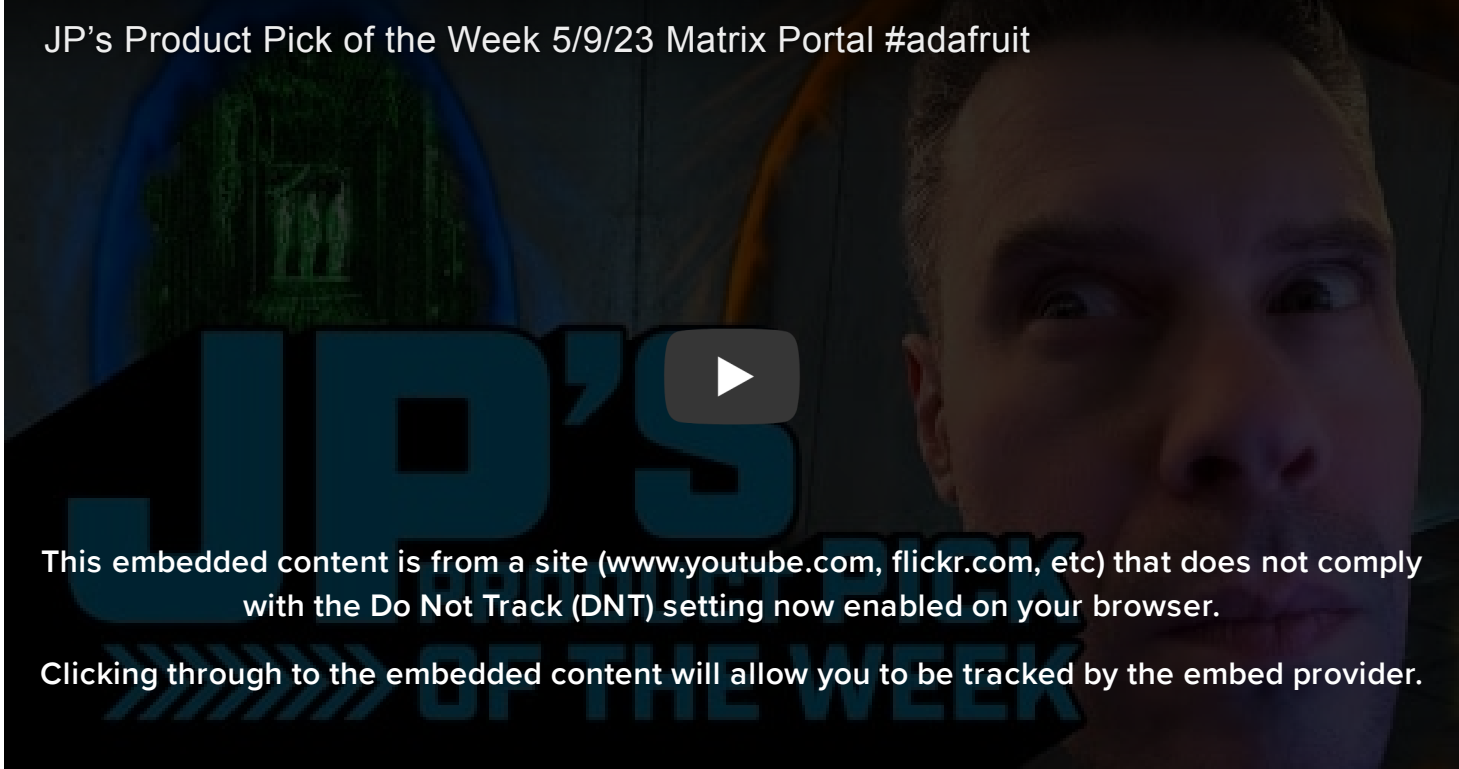 JP’s Product Pick of the Week 5/9/23 Matrix Portal #adafruit
JP’s
PRODUCT PICK
OF THE WEEK
This embedded content is from a site (www.youtube.com, flickr.com, etc) that does not comply
with the Do Not Track (DNT) setting now enabled on your browser.
Clicking through to the embedded content will allow you to be tracked by the embed provider.